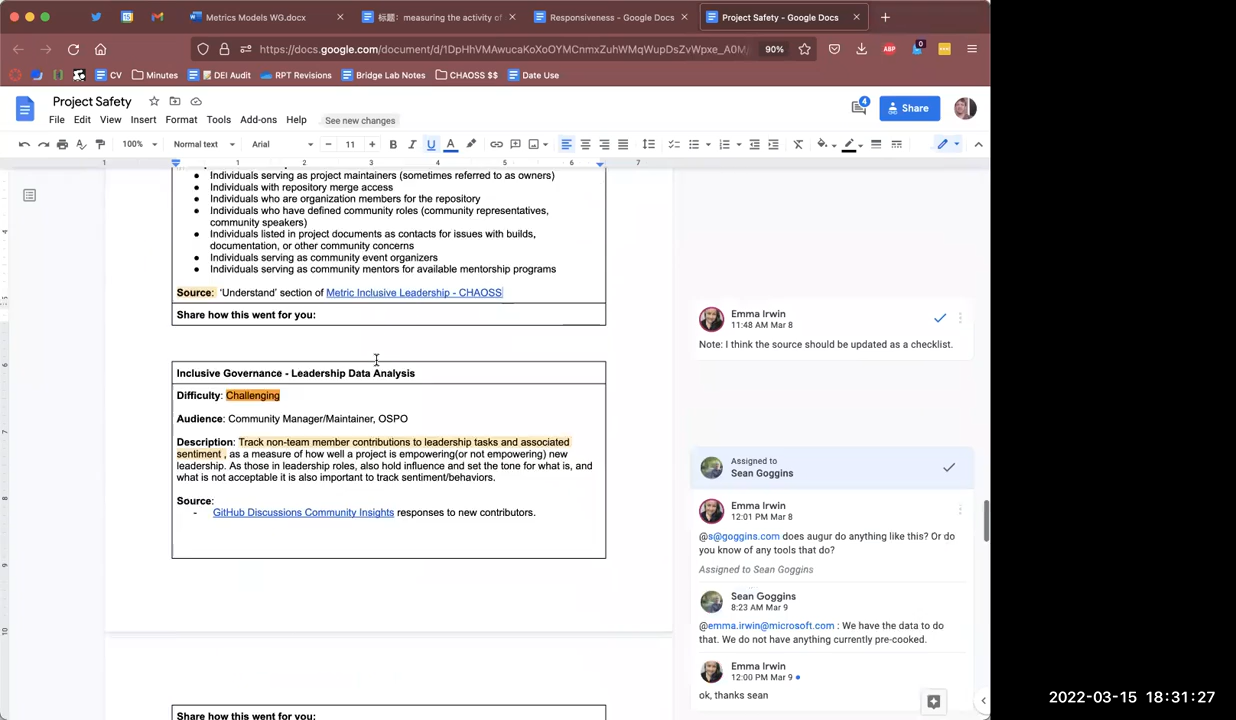 Metrics Models WG.docx
标题：measuring the activity of
Responsiveness - Google Docs
Project Safety - Google Docs
https://docs.google.com/document/d/1DpHhVMAwucaKoXoOYMCnmxZuhWMqWupDsZvWpxe_A0M/
90%
ABP
0
CV
Minutes
DEI Audit
RPT Revisions
Bridge Lab Notes
CHAOSS $$
Date Use
Project Safety
4
Share
File Edit View Insert Format Tools Add-ons Help
See new changes
100% Normal text Arial 11
1 1 2 3 4 5 6 7
● Individuals serving as project maintainers (sometimes referred to as owners)
● Individuals with repository merge access
● Individuals who are organization members for the repository
● Individuals who have defined community roles (community representatives,
community speakers)
● Individuals listed in project documents as contacts for issues with builds,
documentation, or other community concerns
● Individuals serving as community event organizers
● Individuals serving as community mentors for available mentorship programs
Source: ‘Understand’ section of Metric Inclusive Leadership - CHAOSS
Share how this went for you:
Inclusive Governance - Leadership Data Analysis
Difficulty: Challenging
Audience: Community Manager/Maintainer, OSPO
Description: Track non-team member contributions to leadership tasks and associated
sentiment , as a measure of how well a project is empowering(or not empowering) new
leadership. As those in leadership roles, also hold influence and set the tone for what is, and
what is not acceptable it is also important to track sentiment/behaviors.
Source:
- GitHub Discussions Community Insights responses to new contributors.
Share how this went for you:
Emma Irwin
11:48 AM Mar 8
Note: I think the source should be updated as a checklist.
Assigned to
Sean Goggins
Emma Irwin
12:01 PM Mar 8
@s@goggins.com does augur do anything like this? Or do
you know of any tools that do?
Assigned to Sean Goggins
Sean Goggins
8:23 AM Mar 9
@emma.irwin@microsoft.com : We have the data to do
that. We do not have anything currently pre-cooked.
Emma Irwin
12:00 PM Mar 9
ok, thanks sean
2022-03-15 18:31:27